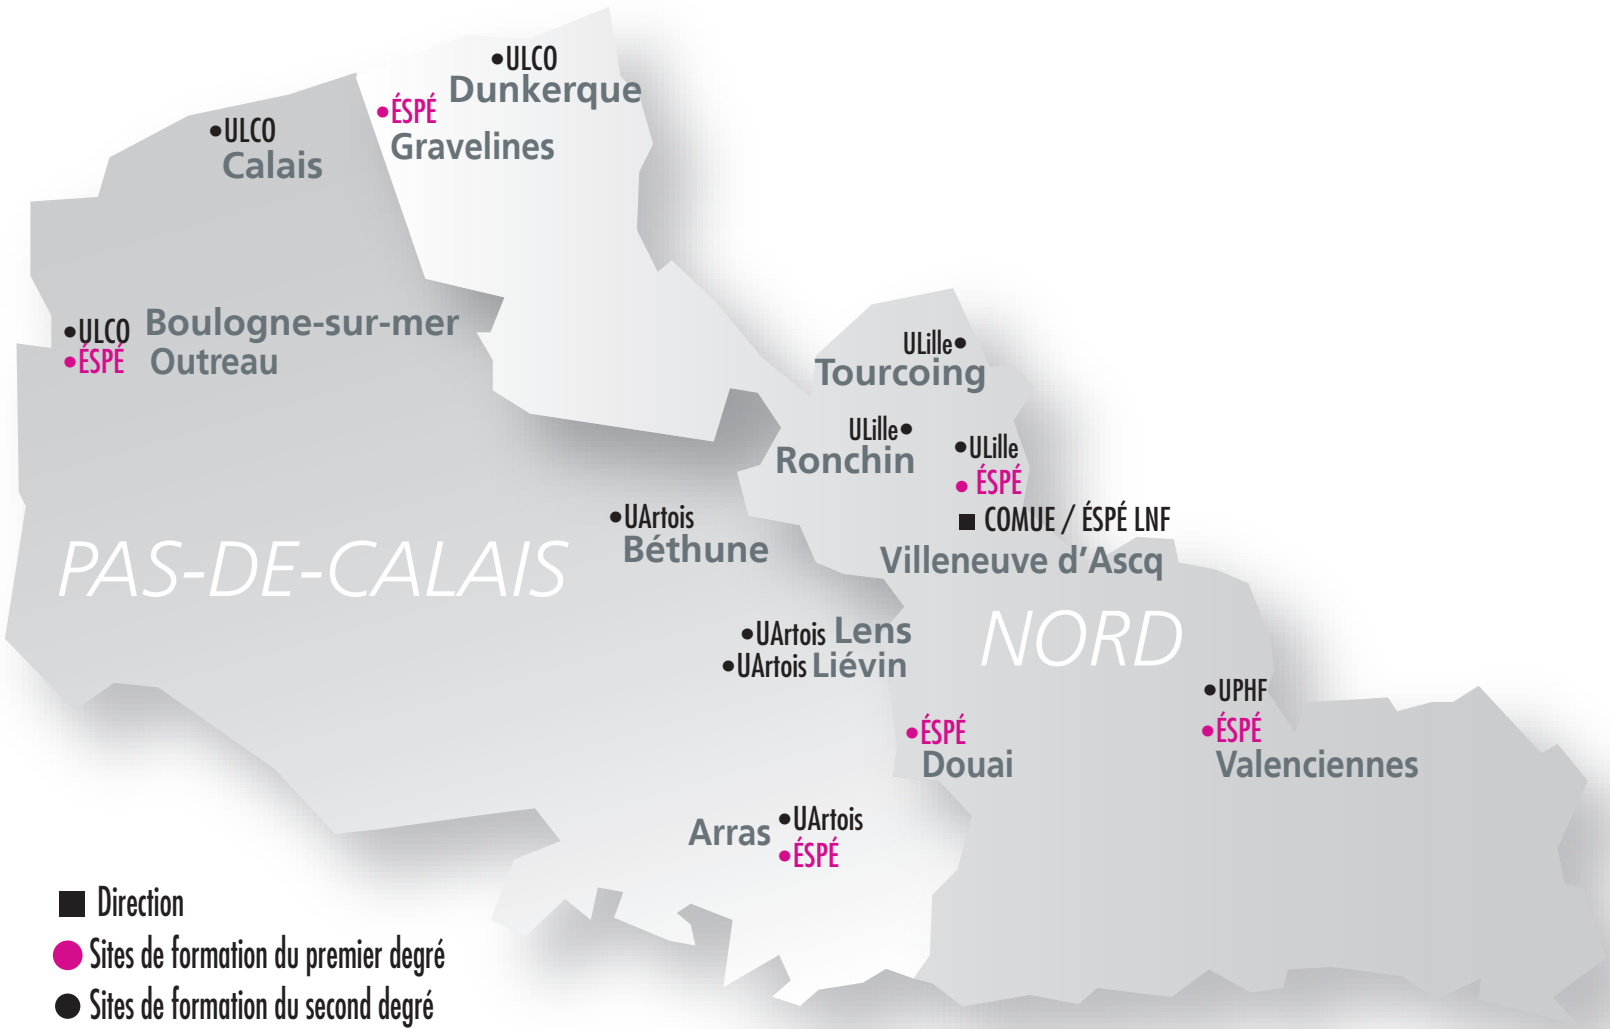 •ULCO
Dunkerque
•ÉSPÉ
Gravelines
•ULCO
Calais
•ULCO Boulogne-sur-mer
•ÉSPÉ Outreau
ULille•
Tourcoing
ULille•
Ronchin
•ULille
• ÉSPÉ
■ COMUE / ÉSPÉ LNF
Villeneuve d'Ascq
•UArtois
Béthune
PAS-DE-CALAIS
NORD
•UArtois Lens
•UArtois Liévin
•UPHF
•ÉSPÉ
Valenciennes
•ÉSPÉ
Douai
Arras •UArtois
•ÉSPÉ
■ Direction
● Sites de formation du premier degré
● Sites de formation du second degré